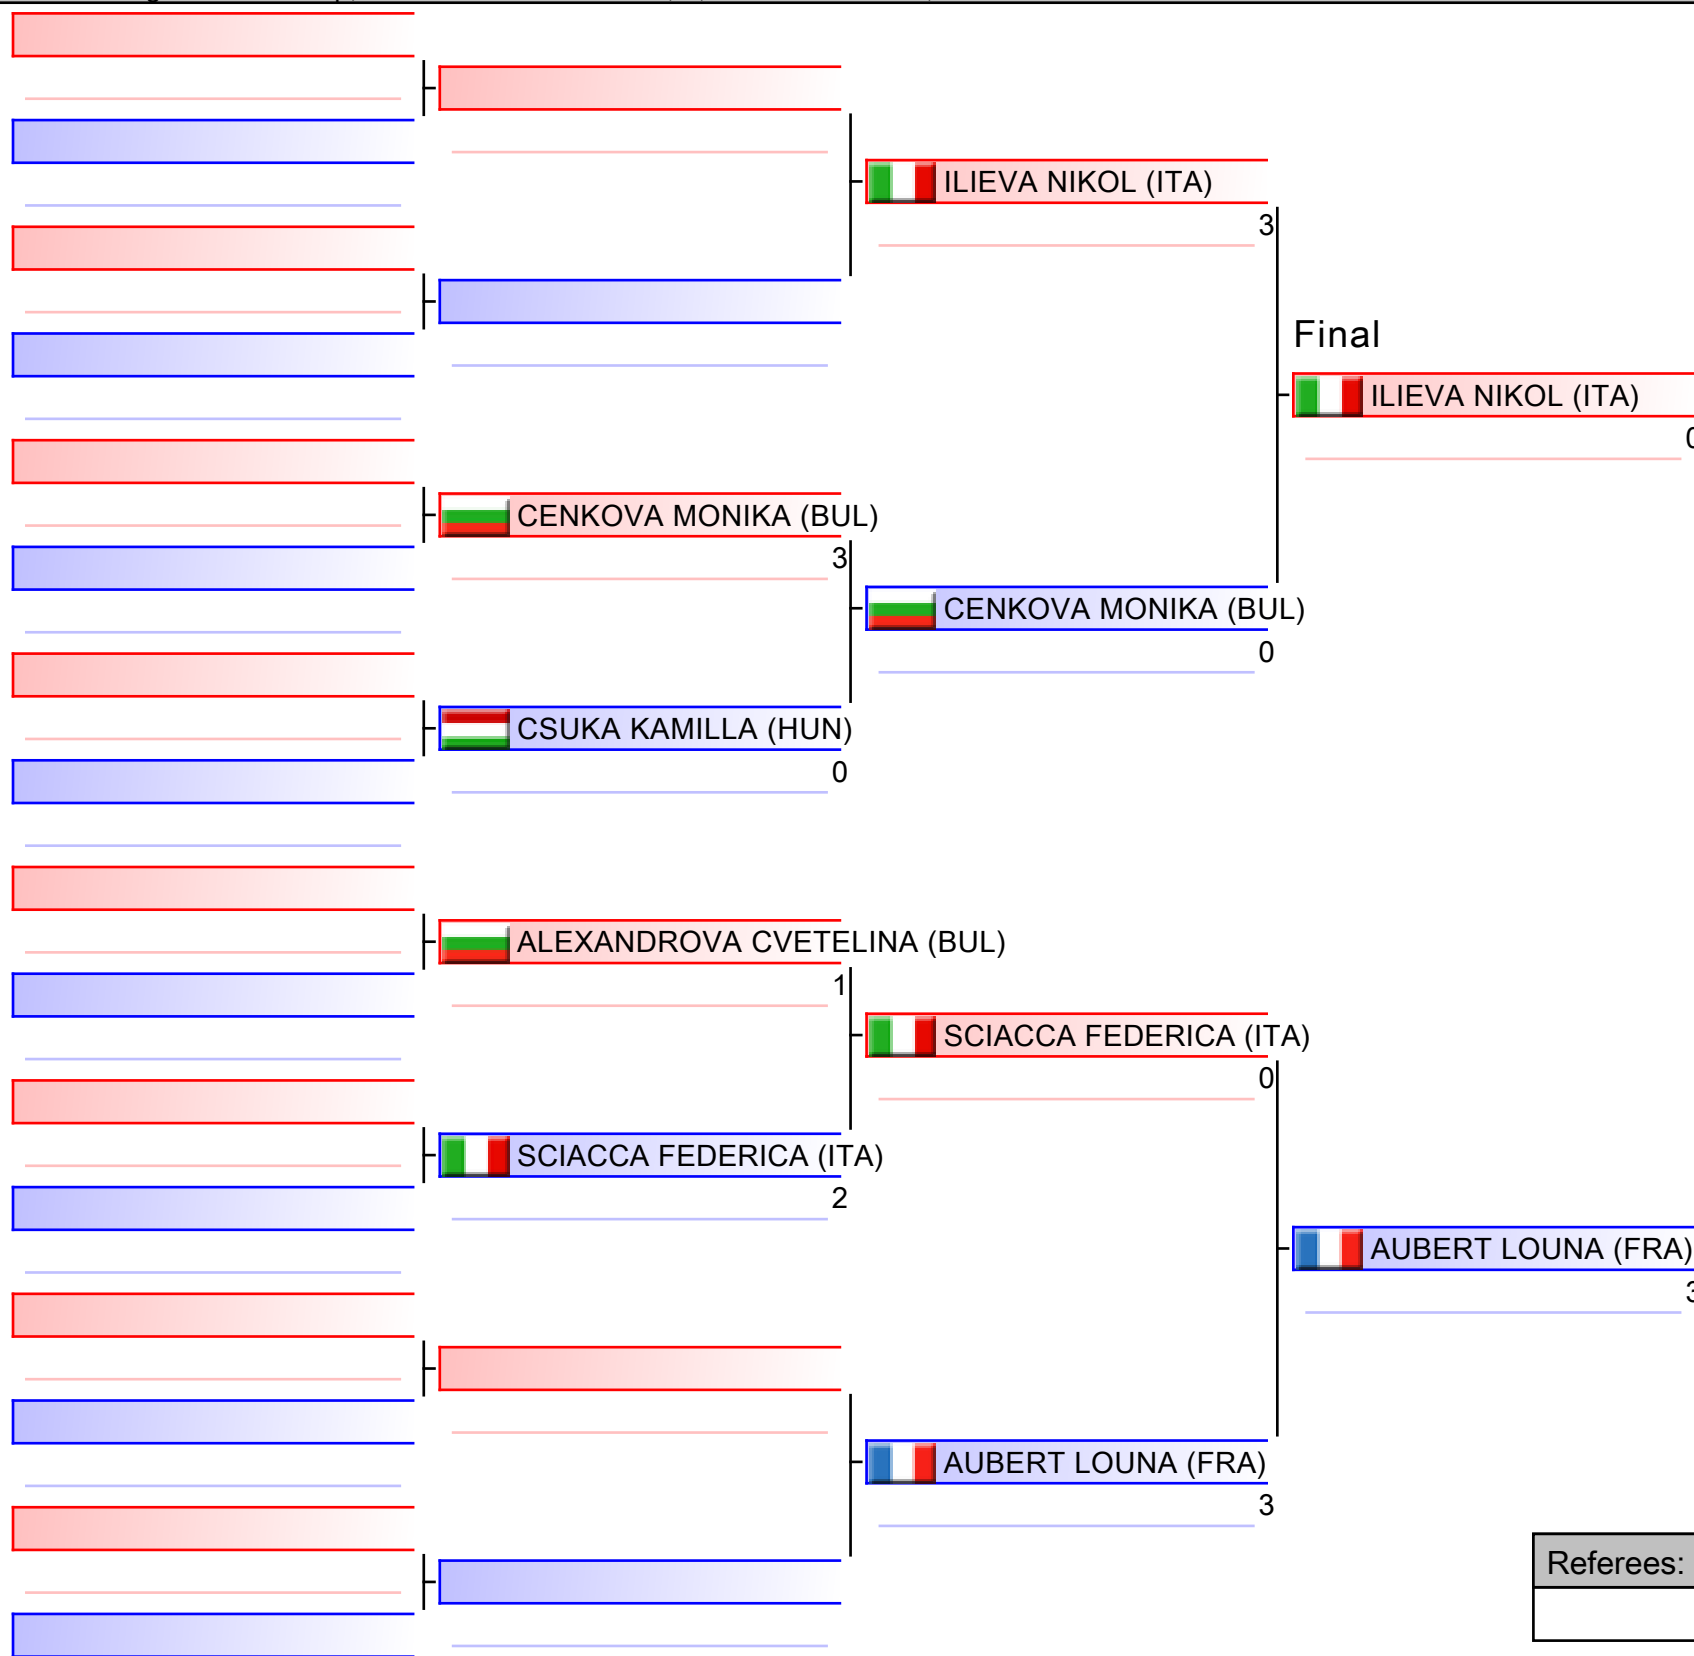 ILIEVA NIKOL (ITA)
3
Final
ILIEVA NIKOL (ITA)
CENKOVA MONIKA (BUL)
3
CENKOVA MONIKA (BUL)
0
CSUKA KAMILLA (HUN)
0
ALEXANDROVA CVETELINA (BUL)
1
SCIACCA FEDERICA (ITA)
0
SCIACCA FEDERICA (ITA)
2
AUBERT LOUNA (FRA)
AUBERT LOUNA (FRA)
3
Referees: